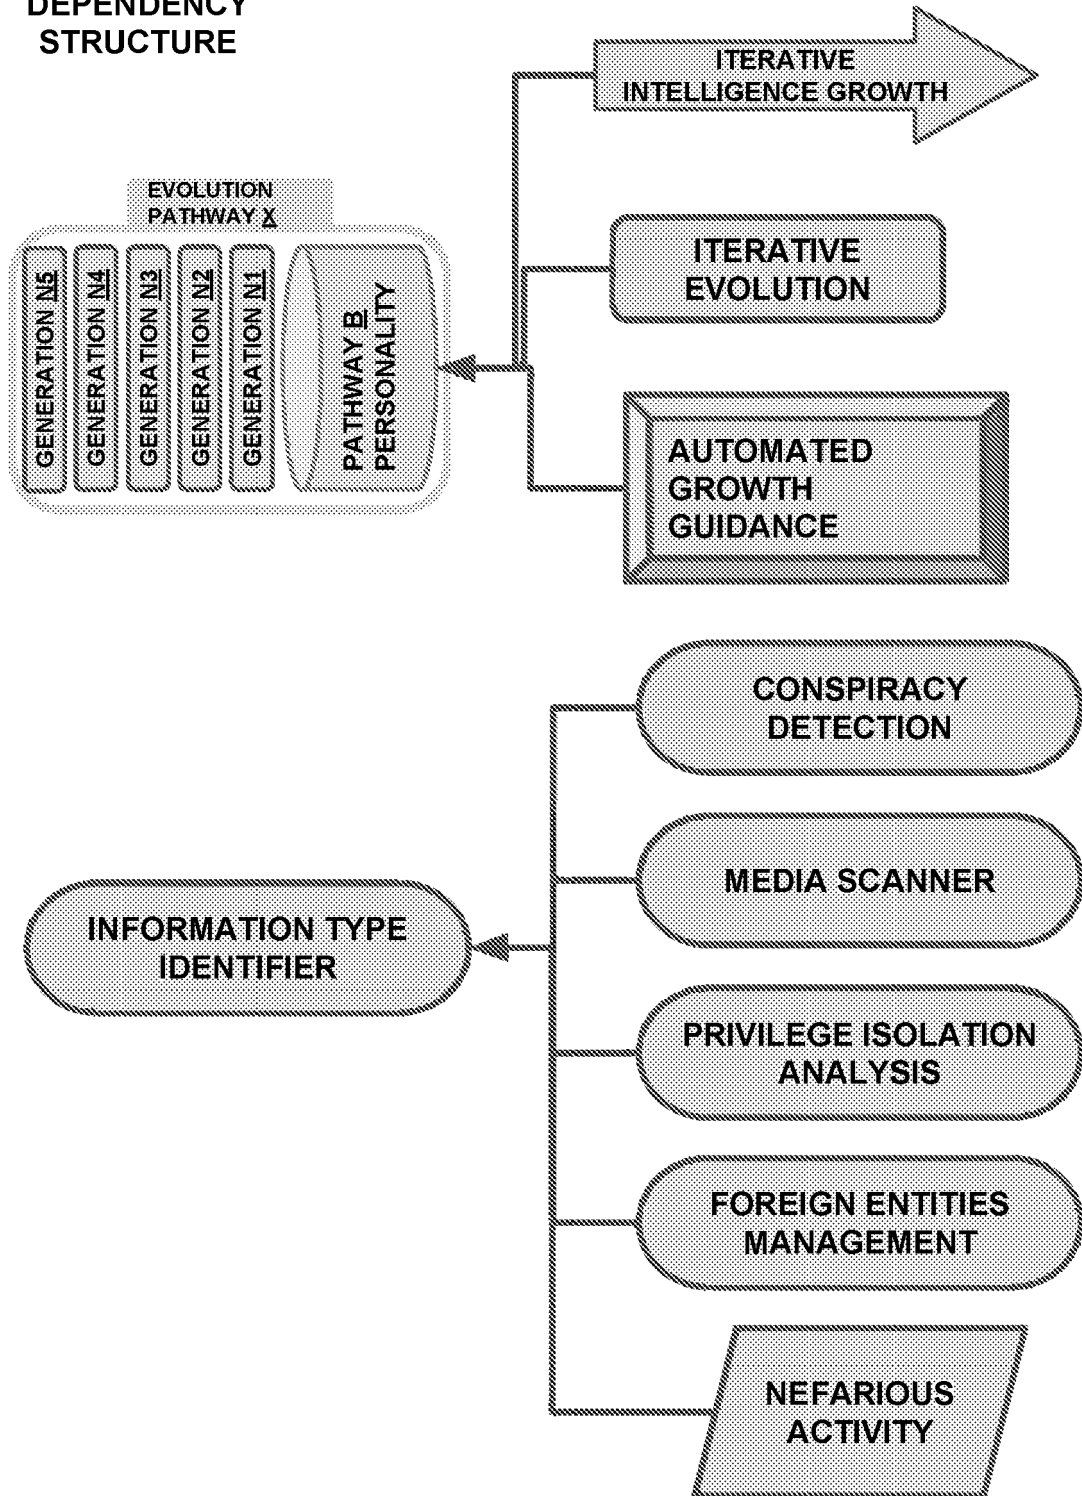 DEPENDENCY
STRUCTURE
ITERATIVE
INTELLIGENCE GROWTH
EVOLUTION
PATHWAY X
GENERATION N5
GENERATION N4
GENERATION N3
GENERATION N2
GENERATION N1
PATHWAY B
PERSONALITY
ITERATIVE
EVOLUTION
AUTOMATED
GROWTH
GUIDANCE
CONSPIRACY
DETECTION
MEDIA SCANNER
INFORMATION TYPE
IDENTIFIER
PRIVILEGE ISOLATION
ANALYSIS
FOREIGN ENTITIES
MANAGEMENT
NEFARIOUS
ACTIVITY